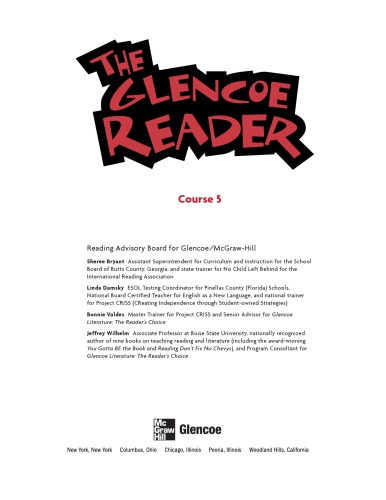 THE
GLENCOE
READER
Course 5
Reading Advisory Board for Glencoe/McGraw-Hill
Sheree Bryant Assistant Superintendent for Curriculum and Instruction for the School
Board of Butts County, Georgia, and state trainer for No Child Left Behind for the
International Reading Association
Linda Damsky ESOL Testing Coordinator for Pinellas County (Florida) Schools,
National Board Certified Teacher for English as a New Language, and national trainer
for Project CRISS (CReating Independence through Student-owned Strategies)
Bonnie Valdes Master Trainer for Project CRISS and Senior Advisor for Glencoe
Literature: The Reader's Choice
Jeffrey Wilhelm Associate Professor at Boise State University, nationally recognized
author of nine books on teaching reading and literature (including the award-winning
You Gotta BE the Book and Reading Don't Fix No Chevys), and Program Consultant for
Glencoe Literature: The Reader's Choice
Mc
Graw
Hill
Glencoe
New York, New York Columbus, Ohio Chicago, Illinois Peoria, Illinois Woodland Hills, California